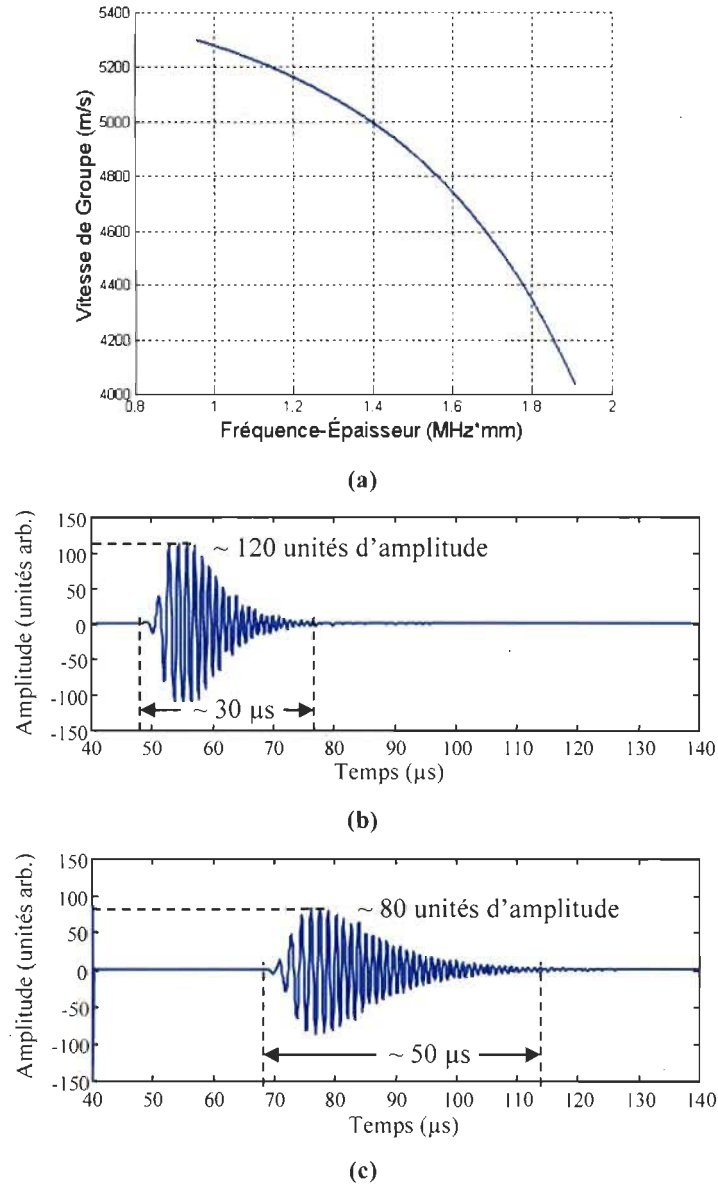 5400
5200
5000
4800
4600
4400
4200
4000
Vitesse de Groupe (m/s)
0.8 1 1.2 1.4 1.6 1.8 2
Fréquence-Épaisseur (MHz*mm)
(a)
150
100
50
0
-50
-100
-150
Amplitude (unités arb.)
~ 120 unités d'amplitude
~ 30 µs
40 50 60 70 80 90 100 110 120 130 140
Temps (µs)
(b)
150
100
50
0
-50
-100
-150
Amplitude (unités arb.)
~ 80 unités d'amplitude
~ 50 µs
40 50 60 70 80 90 100 110 120 130 140
Temps (µs)
(c)